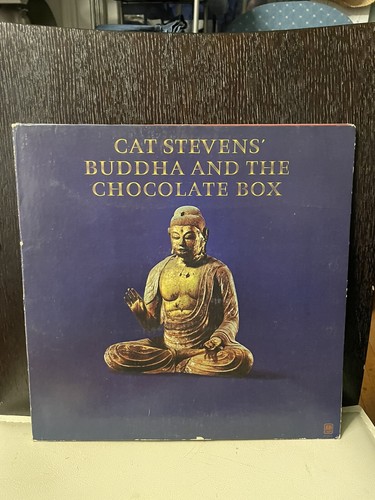 CAT STEVENS'
BUDDHA AND THE
CHOCOLATE BOX